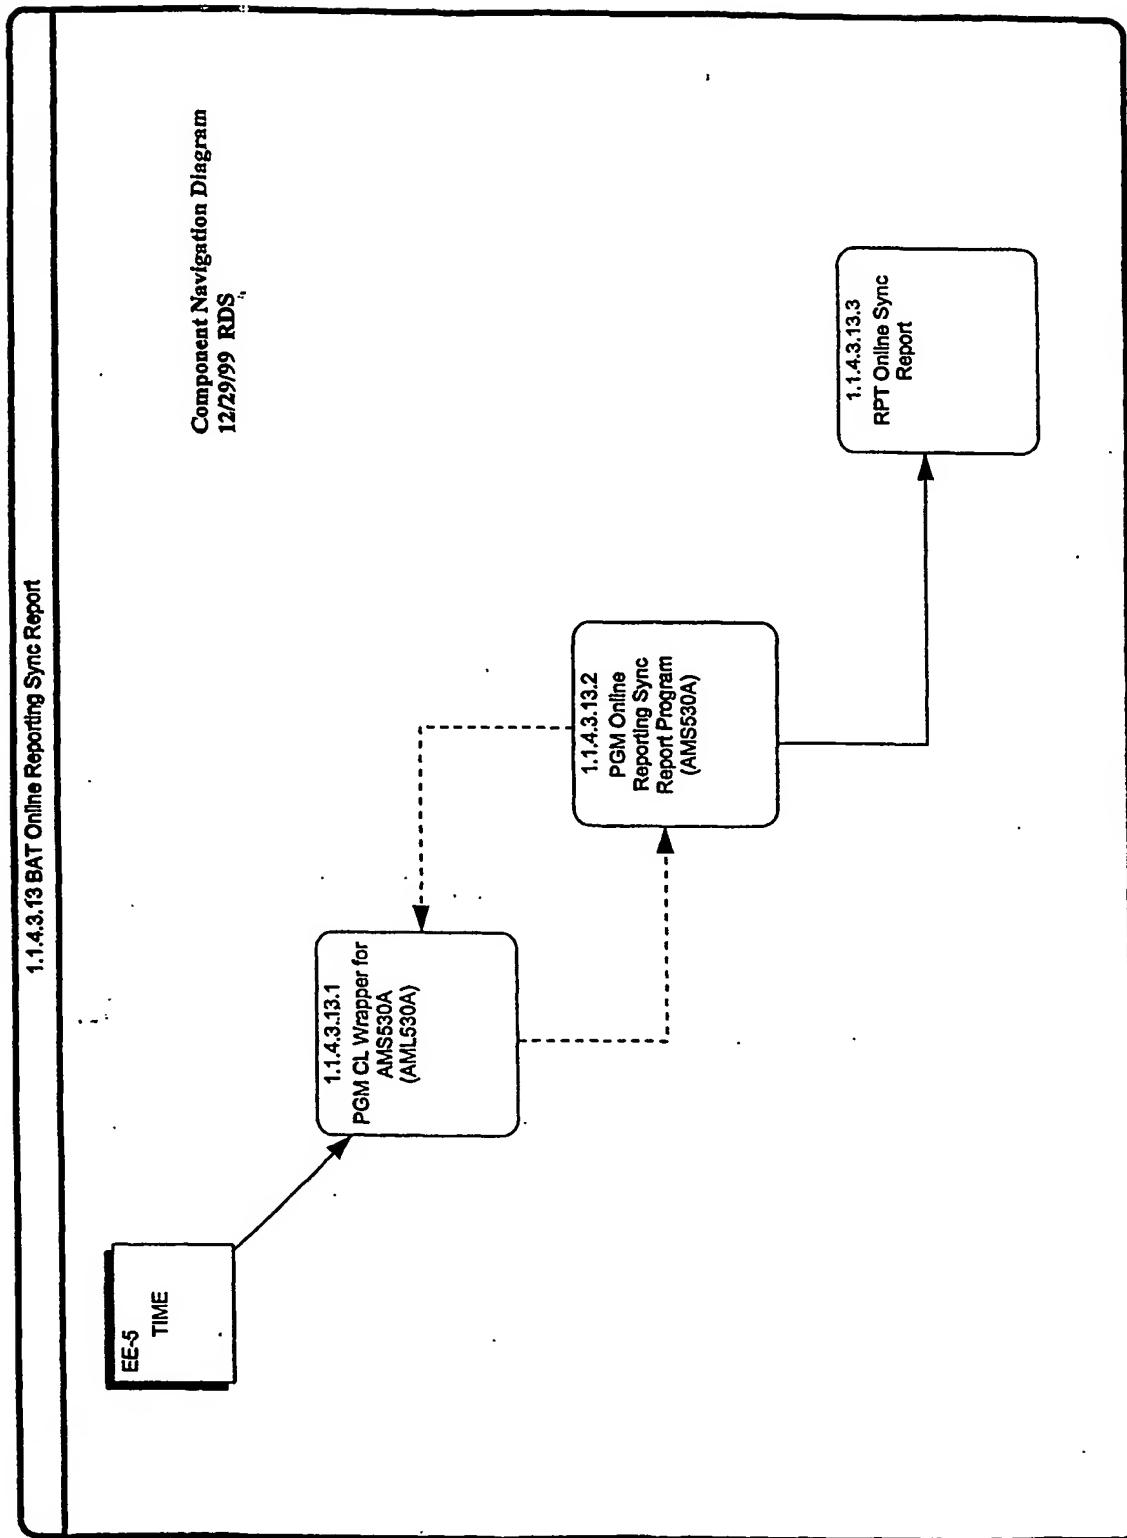 1.1.4.3.13 BAT Online Reporting Sync Report
Component Navigation Diagram
12/29/99 RDS
EE-5
TIME
1.1.4.3.13.1
PGM CL Wrapper for
AMS530A
(AML530A)
1.1.4.3.13.2
PGM Online
Reporting Sync
Report Program
(AMS530A)
1.1.4.3.13.3
RPT Online Sync
Report